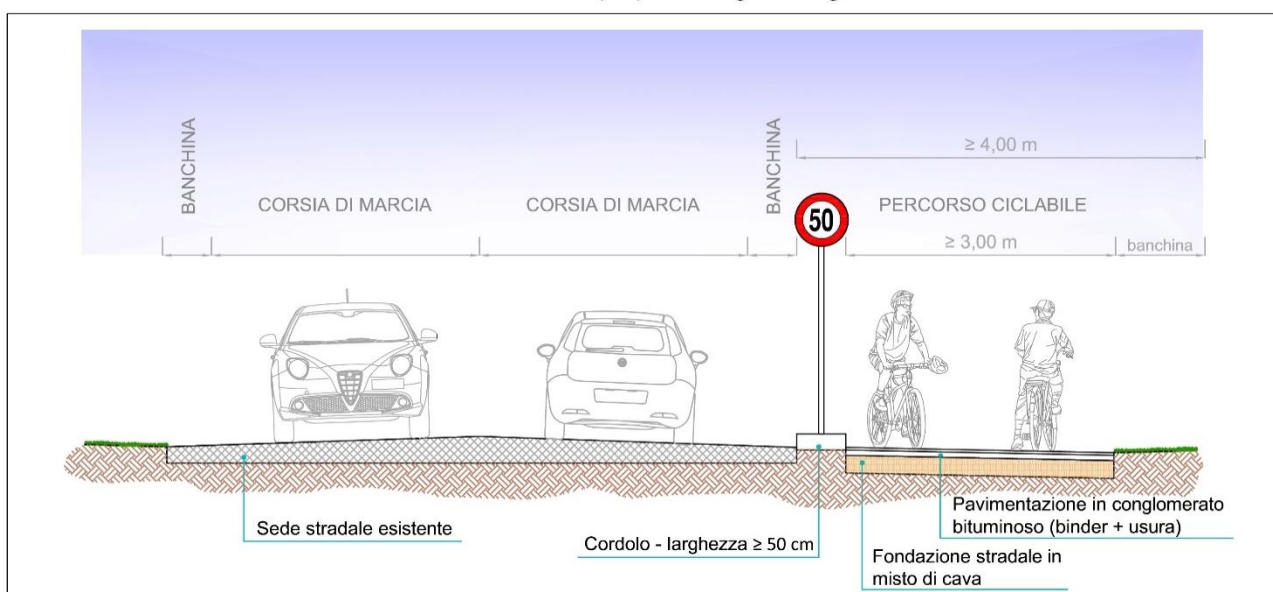 BANCHINA
CORSIA DI MARCIA
CORSIA DI MARCIA
BANCHINA
≥ 4,00 m
PERCORSO CICLABILE
≥ 3,00 m
banchina
50
Sede stradale esistente
Cordolo - larghezza ≥ 50 cm
Pavimentazione in conglomerato
bituminoso (binder + usura)
Fondazione stradale in
misto di cava